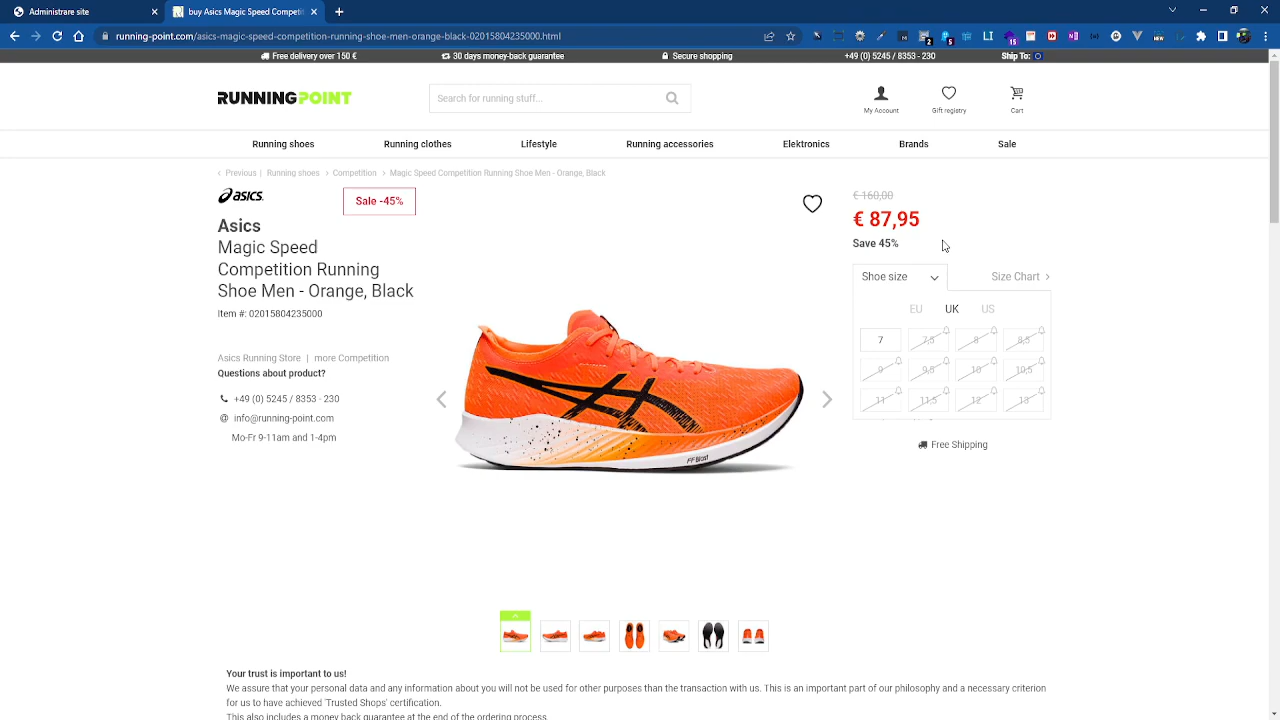 Adminstrare site
Asics Magic Speed Competi
running-point.com/asics-magic-speed-competition-running-shoe-men-orange-black-02015804235000.html
Free delivery over 150 €
30 days money-back guarantee
Secure shopping
+49 (0) 5245 / 8353 - 230
Ship To:
RUNNINGPOINT
Search for running stuff...
My Account
Gift registry
Cart
Running shoes
Running clothes
Lifestyle
Running accessories
Elektronics
Brands
Sale
Previous | Running shoes > Competition > Magic Speed Competition Running Shoe Men - Orange, Black
asics
Sale -45%
Asics
Magic Speed
Competition Running
Shoe Men - Orange, Black
Item #: 02015804235000
Asics Running Store | more Competition
Questions about product?
+49 (0) 5245 / 8353 - 230
info@running-point.com
Mo-Fr 9-11am and 1-4pm
€ 160,00
€ 87,95
Save 45%
Shoe size
Size Chart
EU UK US
7 7,5 8 8,5
9 9,5 10 10,5
11 11,5 12 13
Free Shipping
FF Blast
Your trust is important to us!
We assure that your personal data and any information about you will not be used for other purposes than the transaction with us. This is an important part of our philosophy and a necessary criterion
for us to have achieved 'Trusted Shops' certification.
This also includes a money back guarantee at the end of the ordering process.